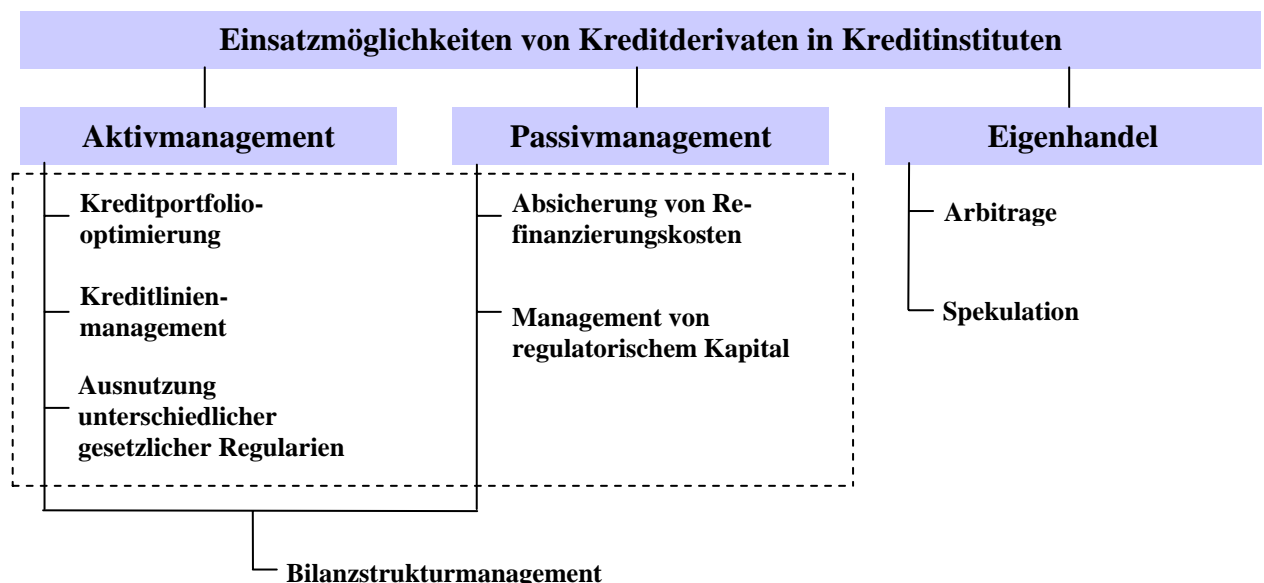 Einsatzmöglichkeiten von Kreditderivaten in Kreditinstituten
Aktivmanagement
Kreditportfolio-
optimierung
Kreditlinien-
management
Ausnutzung
unterschiedlicher
gesetzlicher Regularien
Passivmanagement
Absicherung von Re-
finanzierungskosten
Management von
regulatorischem Kapital
Bilanzstrukturmanagement
Eigenhandel
Arbitrage
Spekulation